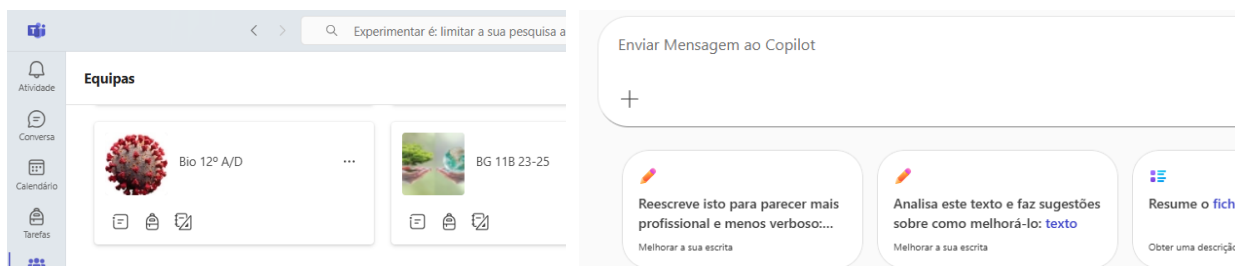 Experimentar é: limitar a sua pesquisa a
Atividade
Equipas
Conversa
Calendário
Tarefas
Bio 12º A/D
BG 11B 23-25
Enviar Mensagem ao Copilot
Reescreve isto para parecer mais
profissional e menos verboso:...
Melhorar a sua escrita
Analisa este texto e faz sugestões
sobre como melhorá-lo: texto
Melhorar a sua escrita
Resume o fich
Obter uma descrição